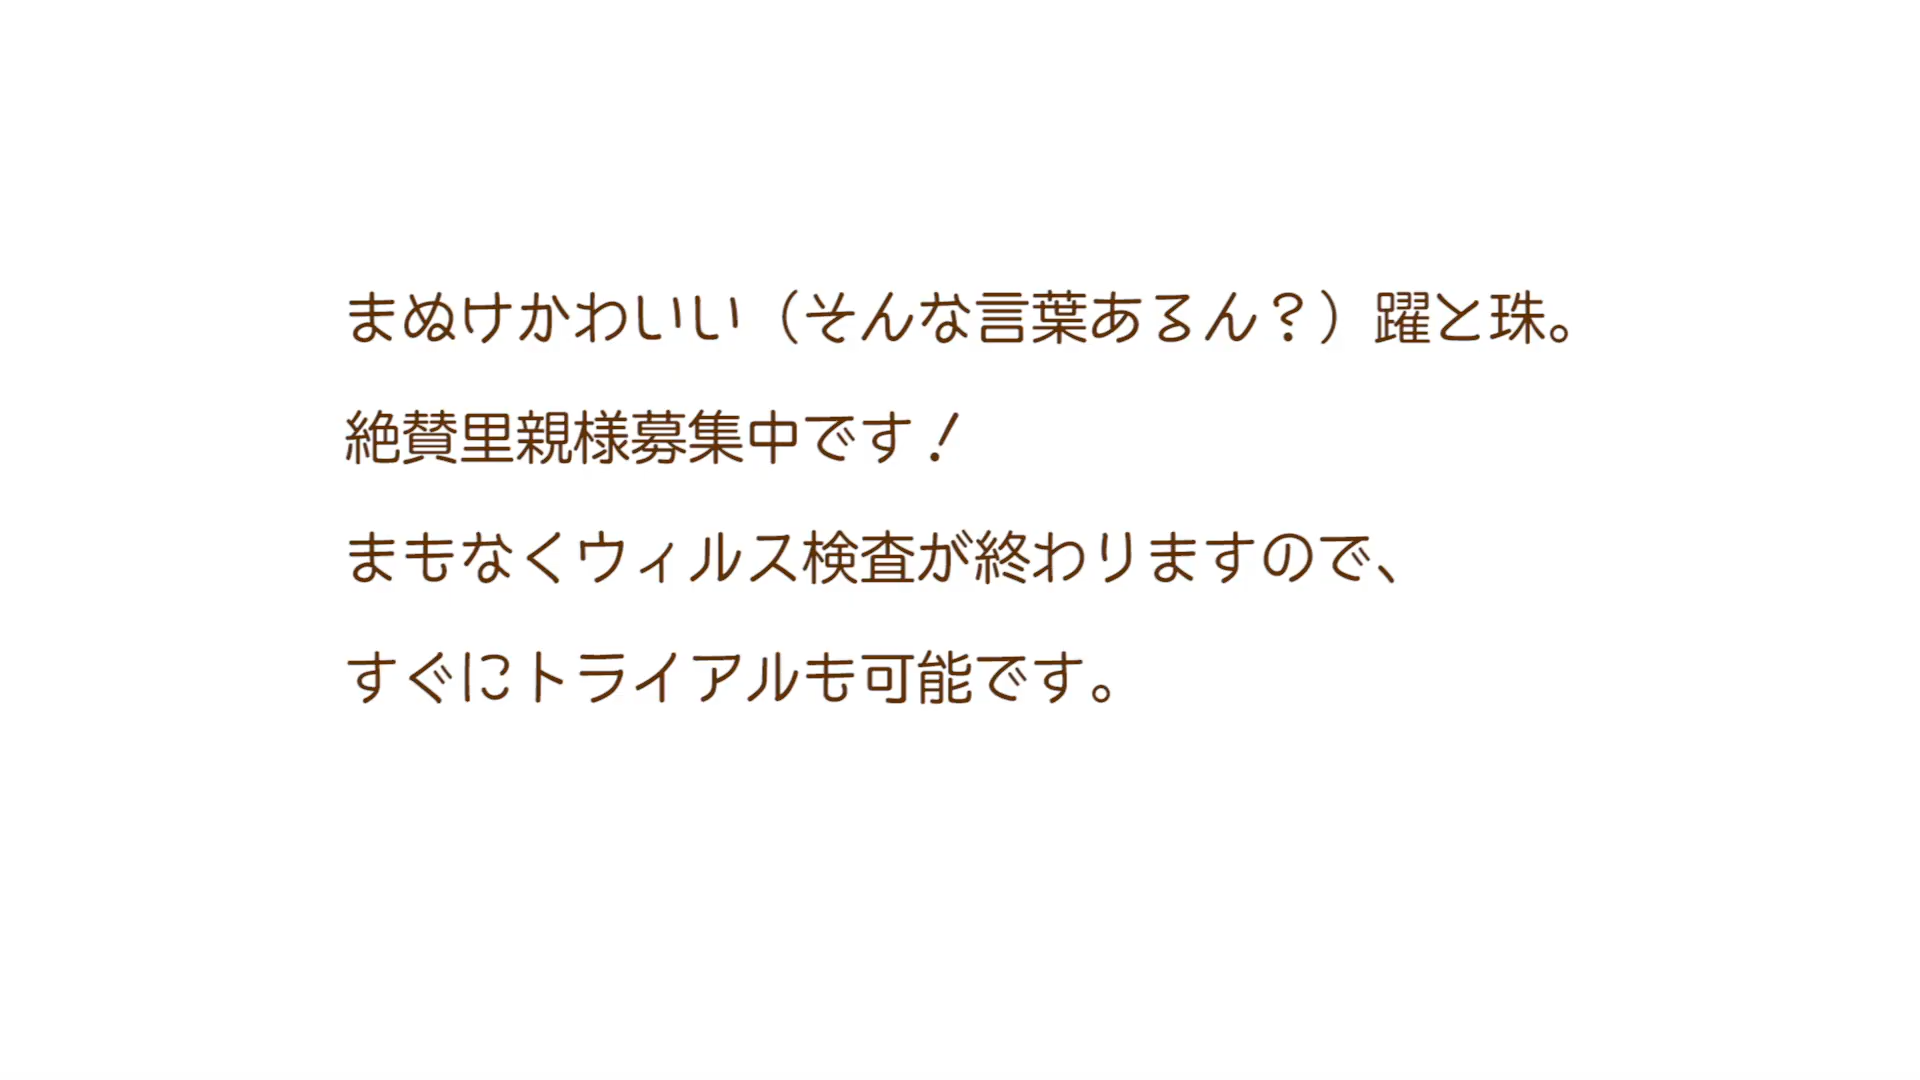 まぬけかわいい（そんな言葉あるん？）躍と珠。
絶賛里親様募集中です！
まもなくウィルス検査が終わりますので、
すぐにトライアルも可能です。